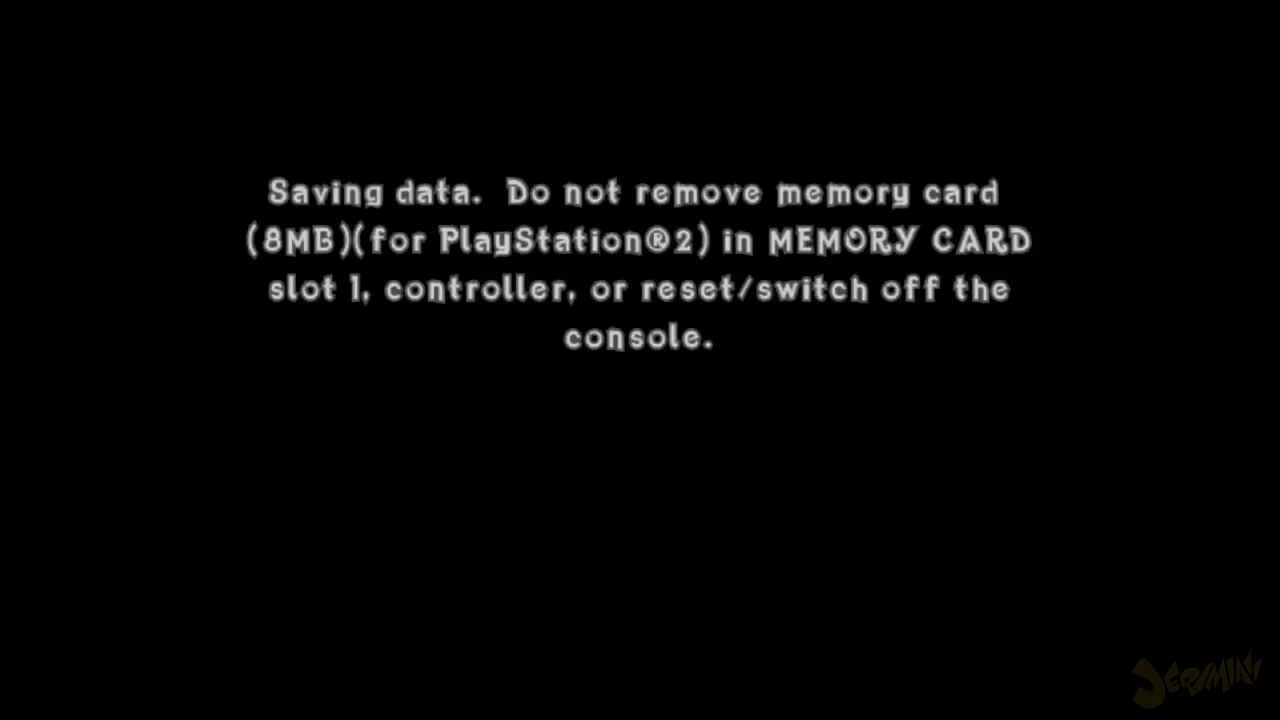 Saving data.  Do not remove memory card
(8MB)(for PlayStation®2) in MEMORY CARD
slot 1, controller, or reset/switch off the
console.
JERIMIAH